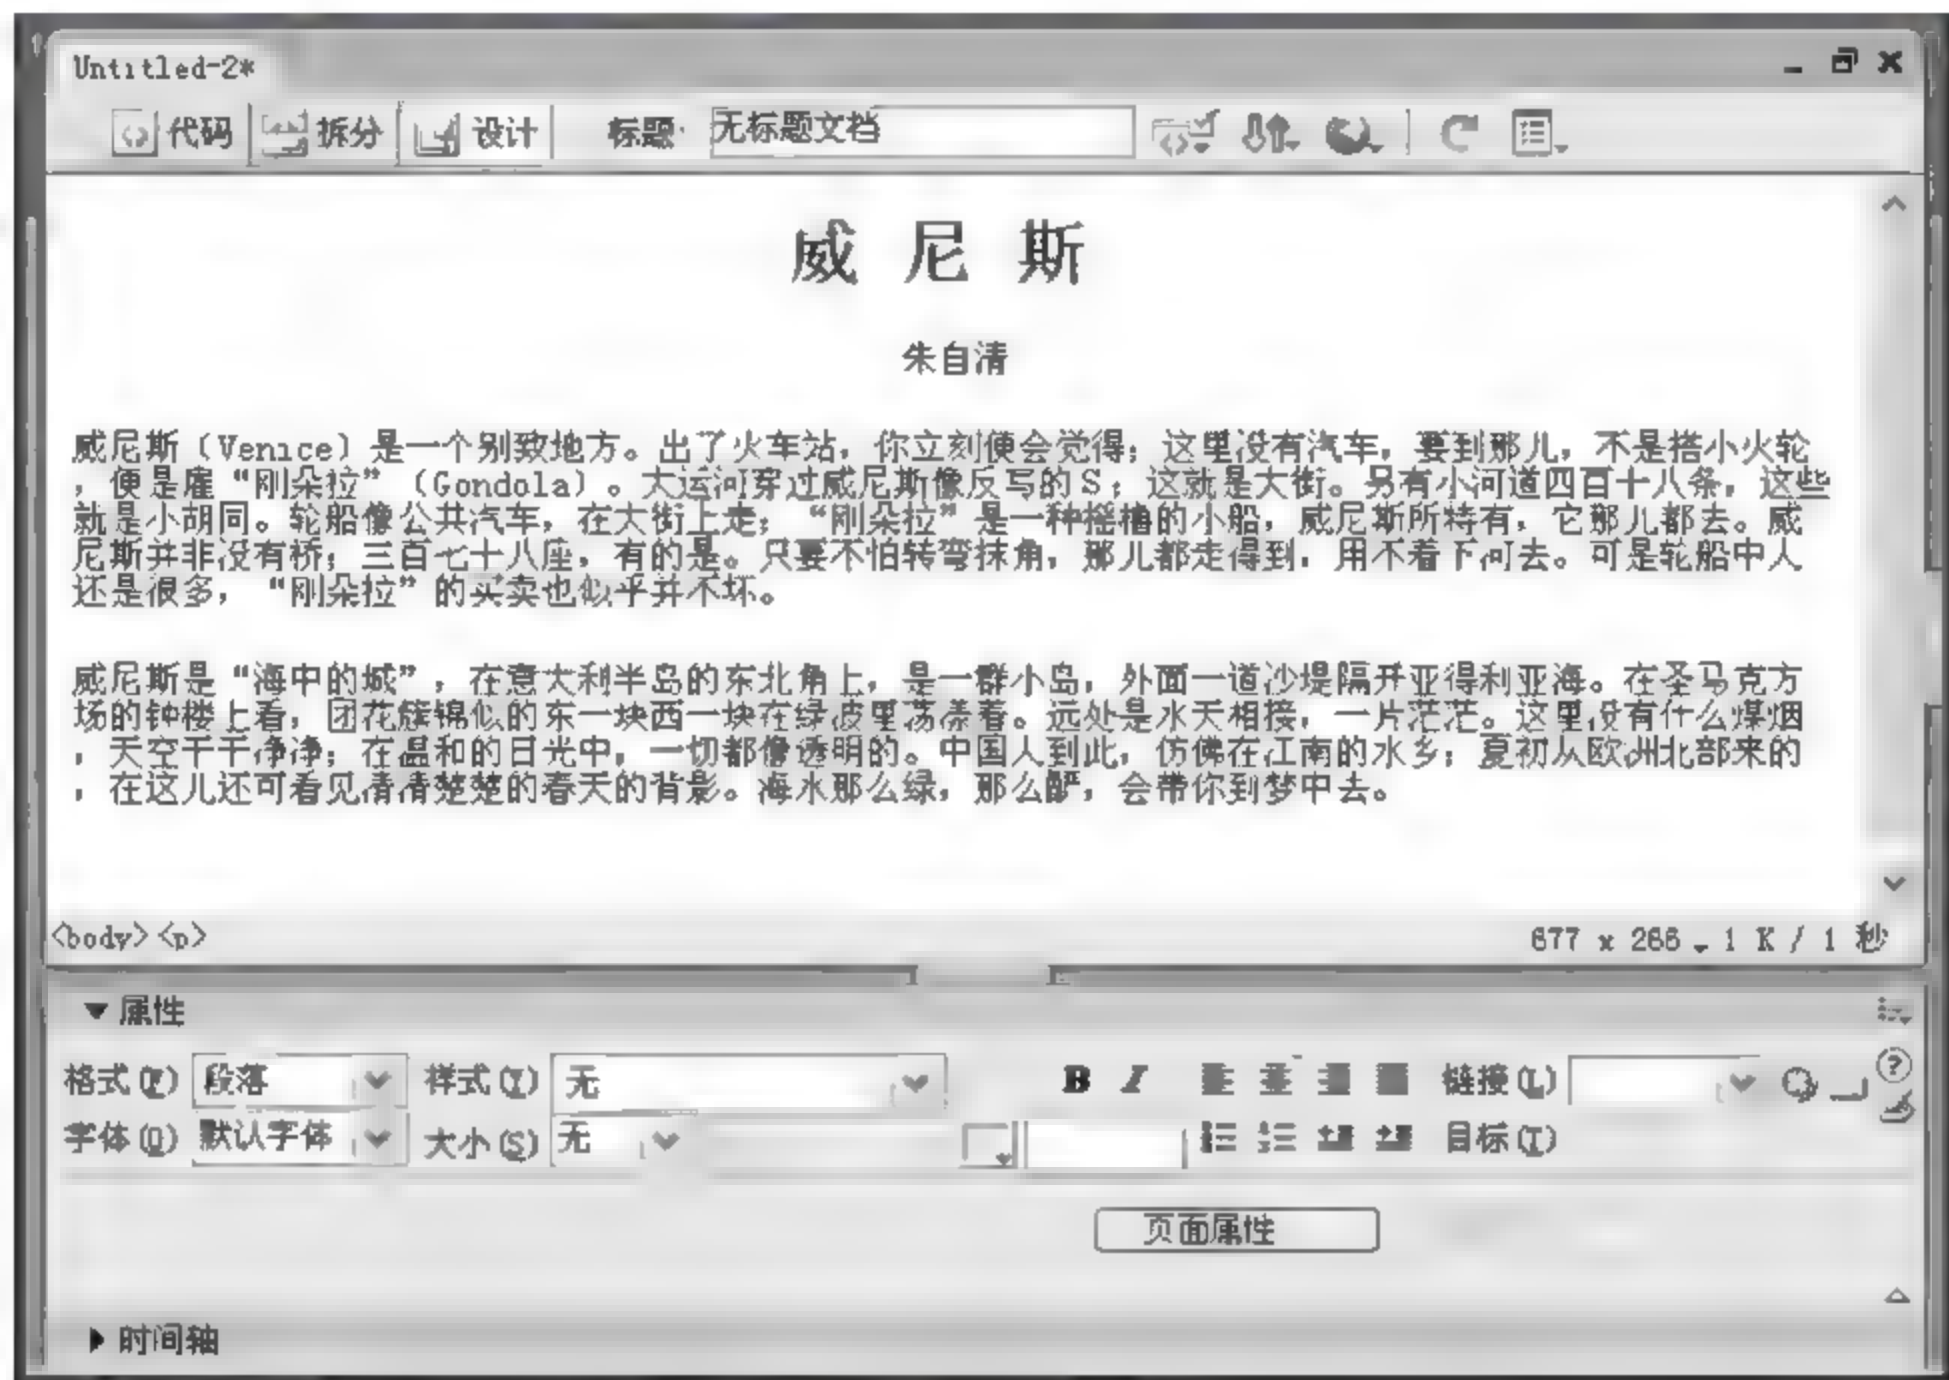 Untitled-2*
代码 拆分 设计 标题: 无标题文档
威 尼 斯
朱自清
威尼斯（Venice）是一个别致地方。出了火车站，你立刻便会觉得；这里没有汽车，要到那儿，不是搭小火轮
，便是雇“刚朵拉”（Gondola）。大运河穿过威尼斯像反写的S；这就是大街。另有小河道四百十八条，这些
就是小胡同。轮船像公共汽车，在大街上走；“刚朵拉”是一种摇橹的小船，威尼斯所特有，它那儿都去。威
尼斯并非没有桥；三百七十八座，有的是。只要不怕转弯抹角，那儿都走得到，用不着下河去。可是轮船中人
还是很多，“刚朵拉”的买卖也似乎并不坏。
威尼斯是“海中的城”，在意大利半岛的东北角上，是一群小岛，外面一道沙堤隔开亚得利亚海。在圣马克方
场的钟楼上看，团花簇锦似的东一块西一块在绿波里荡漾着。远处是水天相接，一片茫茫。这里没有什么煤烟
，天空干干净净；在温和的日光中，一切都像透明的。中国人到此，仿佛在江南的水乡；夏初从欧洲北部来的
，在这儿还可看见清清楚楚的春天的背影。海水那么绿，那么酽，会带你到梦中去。
<body> <p> 677 x 266 1 K / 1 秒
属性
格式(F) 段落 样式(Y) 无 B I 链接(L)
字体(O) 默认字体 大小(S) 无 目标(T)
页面属性
时间轴